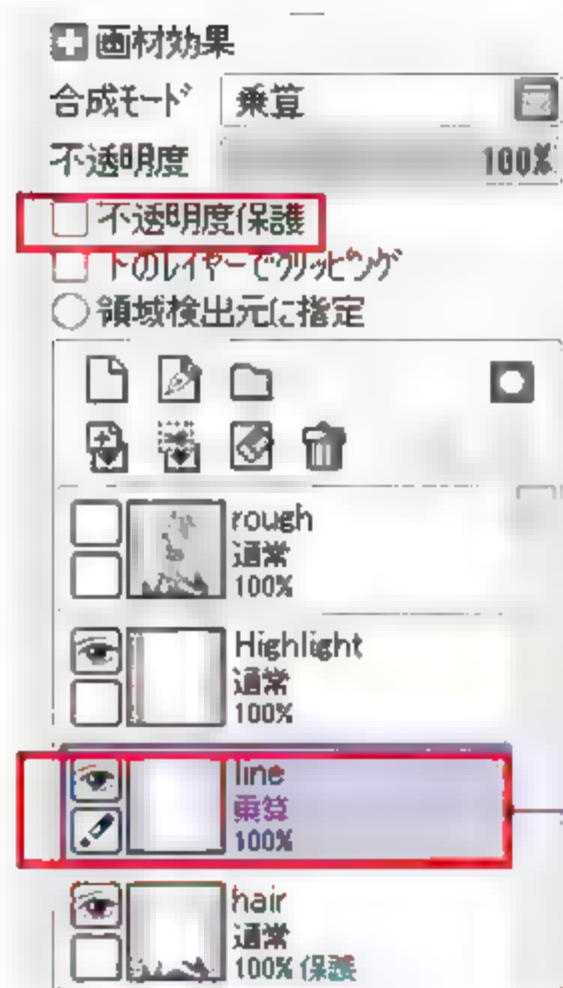 画材効果
合成モード 乗算
不透明度 100%
不透明度保護
下のレイヤーでクリッピング
領域検出元に指定
rough
通常
100%
Highlight
通常
100%
line
乗算
100%
hair
通常
100% 保護